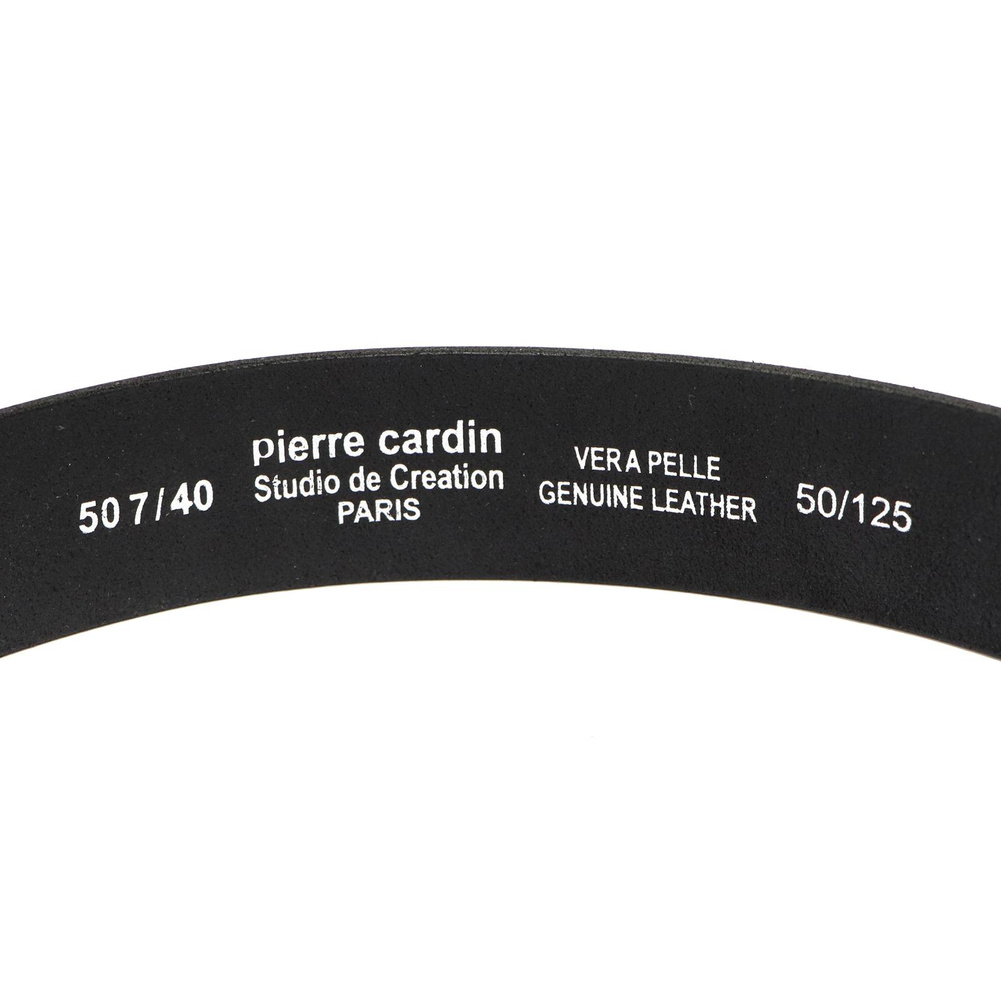 50 7/40
pierre cardin
Studio de Creation
PARIS
VERA PELLE
GENUINE LEATHER
50/125